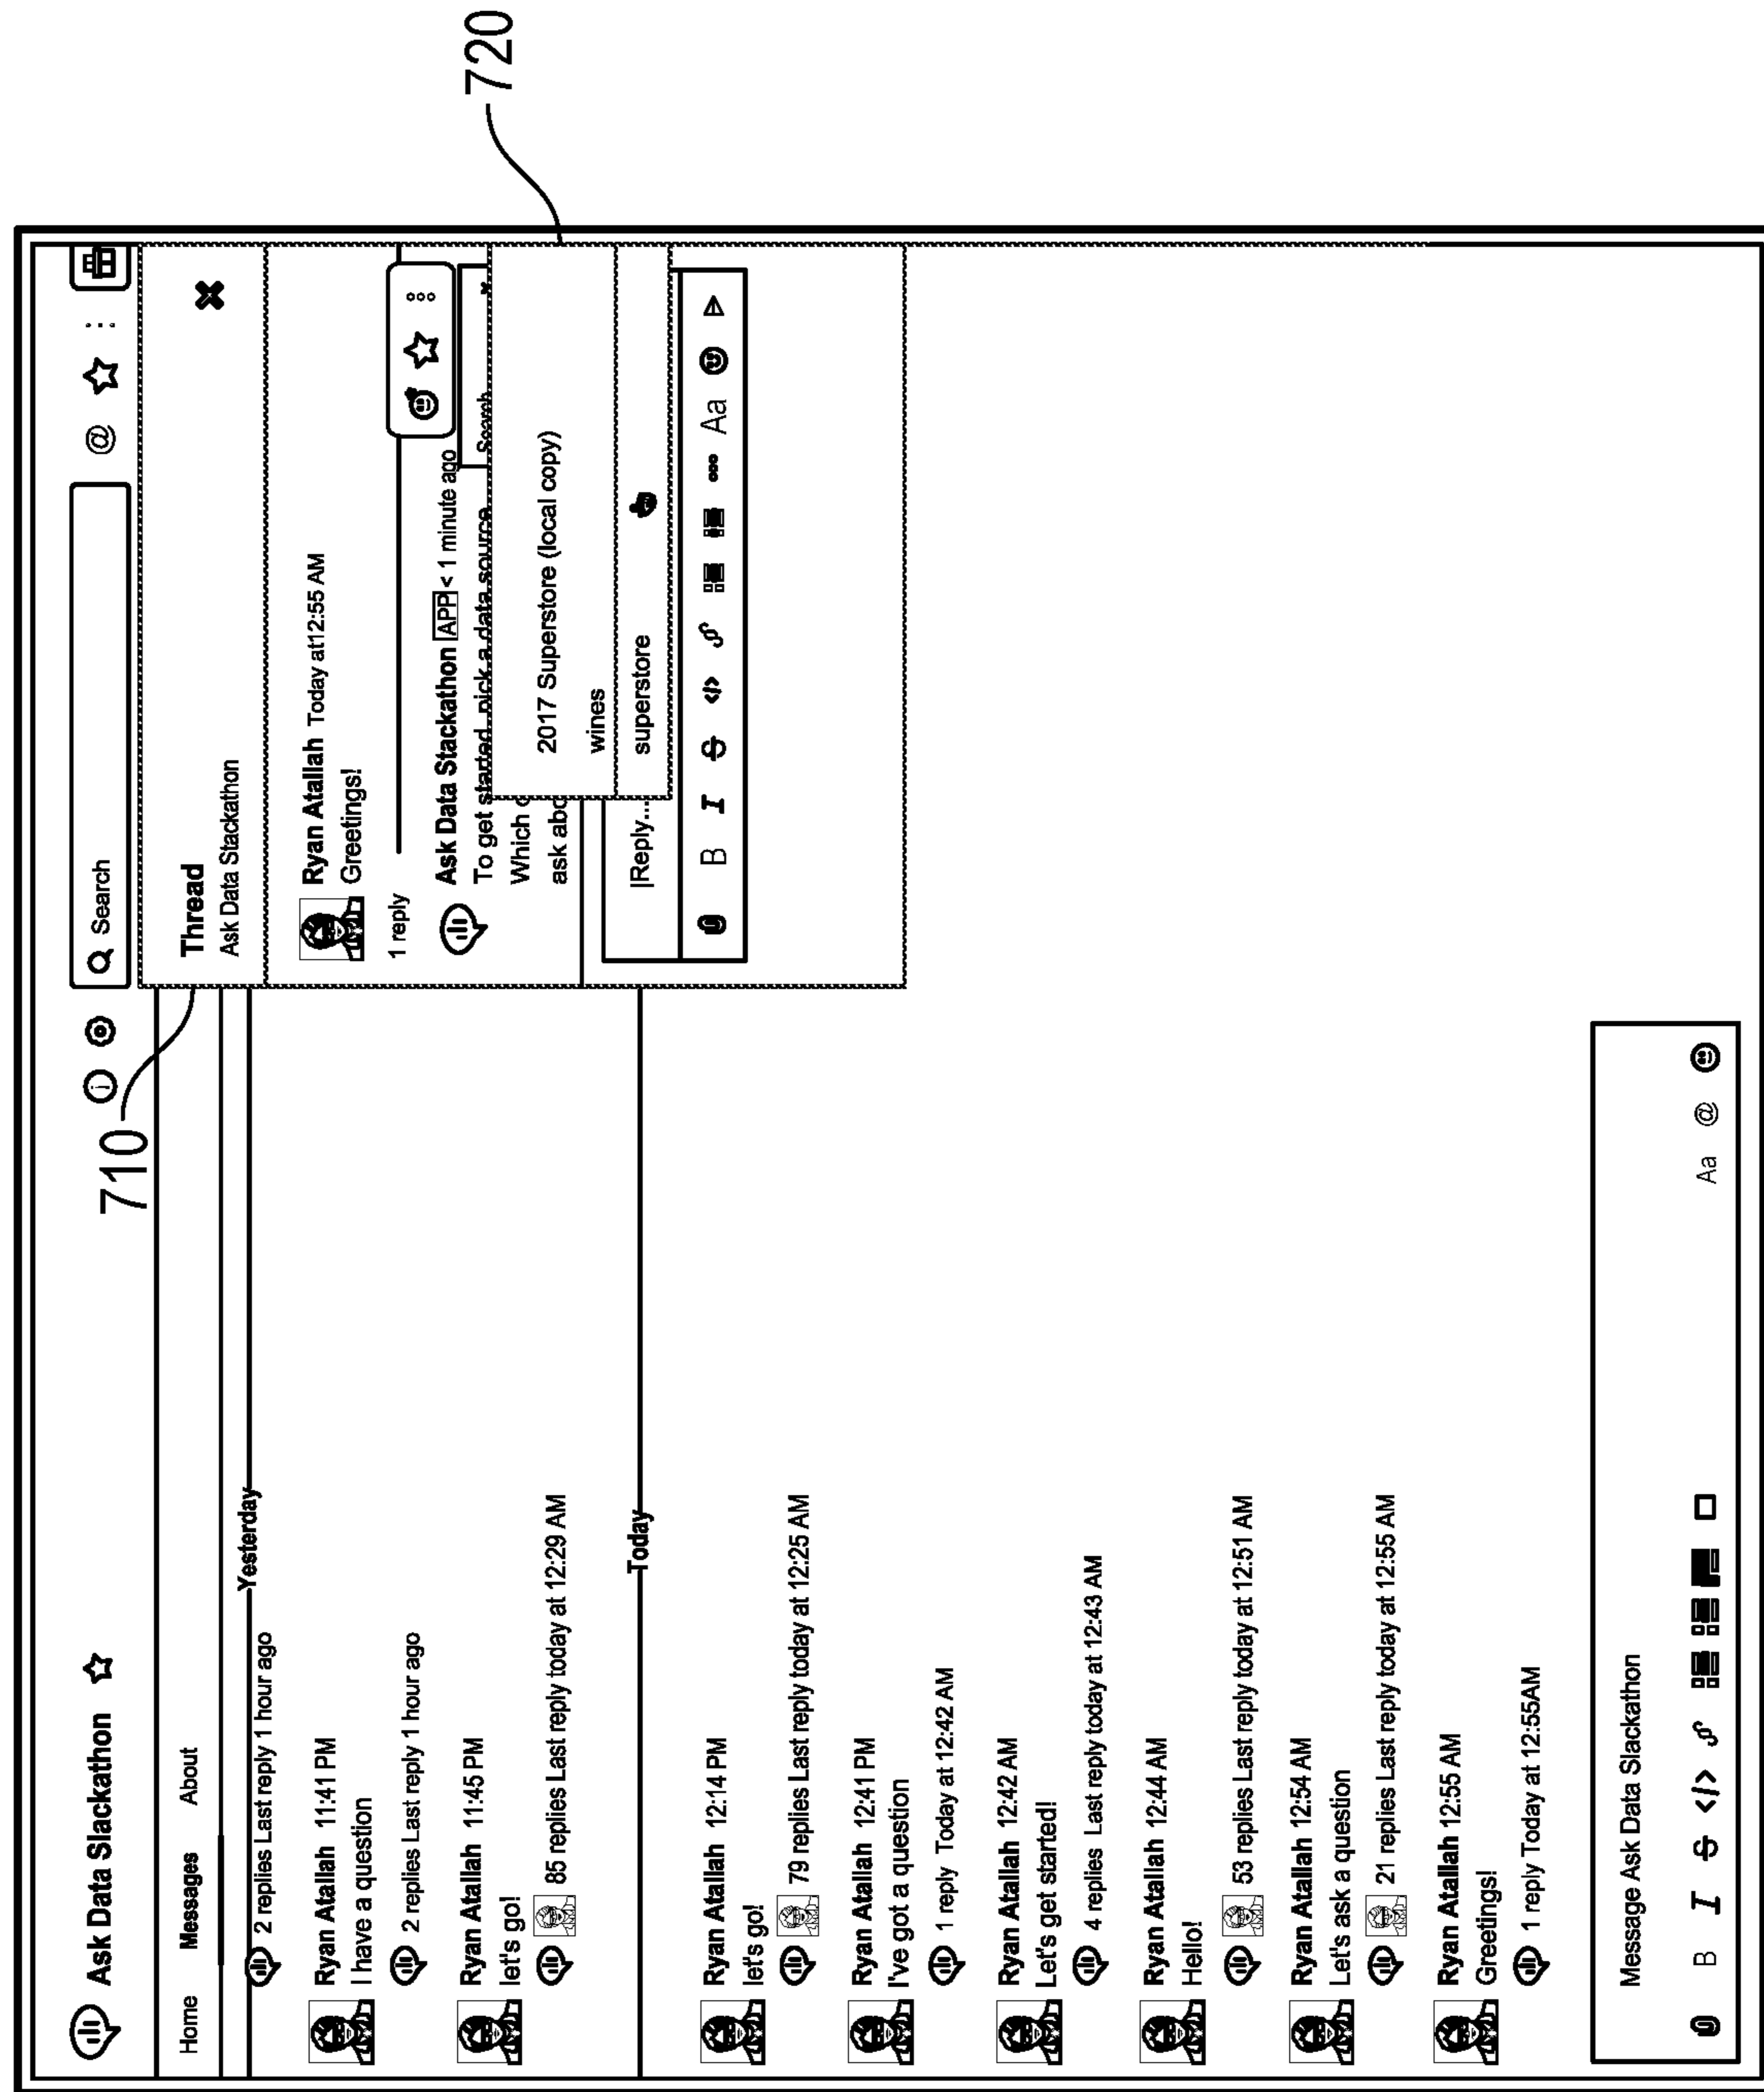 Ask Data Slackathon
Search
@
Home Messages About
710
Yesterday
2 replies Last reply 1 hour ago
Ryan Atallah 11:41 PM
I have a question
2 replies Last reply 1 hour ago
Ryan Atallah 11:45 PM
let's go!
85 replies Last reply today at 12:29 AM
Today
Ryan Atallah 12:14 PM
let's go!
79 replies Last reply today at 12:25 AM
Ryan Atallah 12:41 PM
I've got a question
1 reply Today at 12:42 AM
Ryan Atallah 12:42 AM
Let's get started!
4 replies Last reply today at 12:43 AM
Ryan Atallah 12:44 AM
Hello!
53 replies Last reply today at 12:51 AM
Ryan Atallah 12:54 AM
Let's ask a question
21 replies Last reply today at 12:55 AM
Ryan Atallah 12:55 AM
Greetings!
1 reply Today at 12:55AM
Message Ask Data Slackathon
B I S </> Aa @
Thread
Ask Data Stackathon
Ryan Atallah Today at12:55 AM
Greetings!
1 reply
Ask Data Stackathon APP < 1 minute ago
To get started, pick a data source
Search
Which
ask abo
720
2017 Superstore (local copy)
wines
superstore
|Reply...
B I S </> Aa